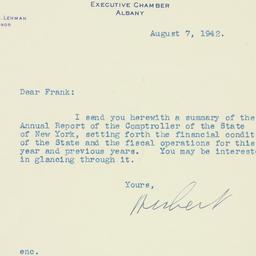 EXECUTIVE CHAMBER
ALBANY
. LEHMAN
NOR
August 7, 1942.
Dear Frank:
I send you herewith a summary of the
Annual Report of the Comptroller of the State
of New York, setting forth the financial condit
of the State and the fiscal operations for this
year and previous years. You may be intereste
in glancing through it.
Yours,
Herbert
enc.